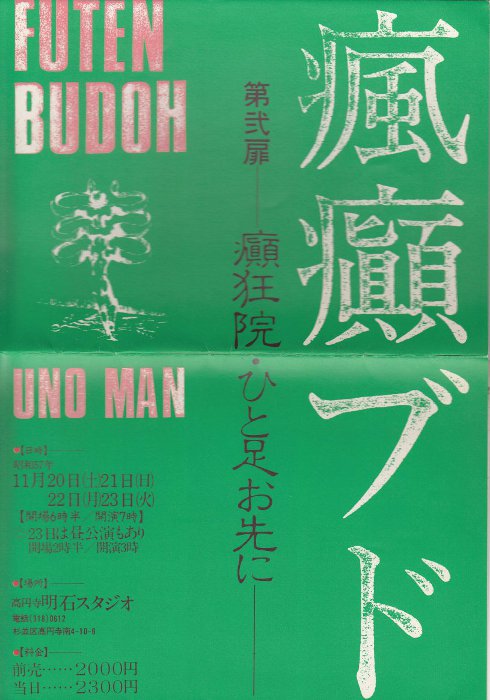 瘋癲ブド
第弐扉——癲狂院・ひと足お先に——
FUTEN
BUDOH
UNO MAN
●【日時】——
昭和57年
11月20日(土)21日(日)
22日(月)23日(火)
【開場6時半/開演7時】
23日は昼公演もあり
開場2時半/開演3時
●【場所】——
高円寺明石スタジオ
電話(316)0612
杉並区高円寺南4-10-6
●【料金】——
前売……2000円
当日……2300円